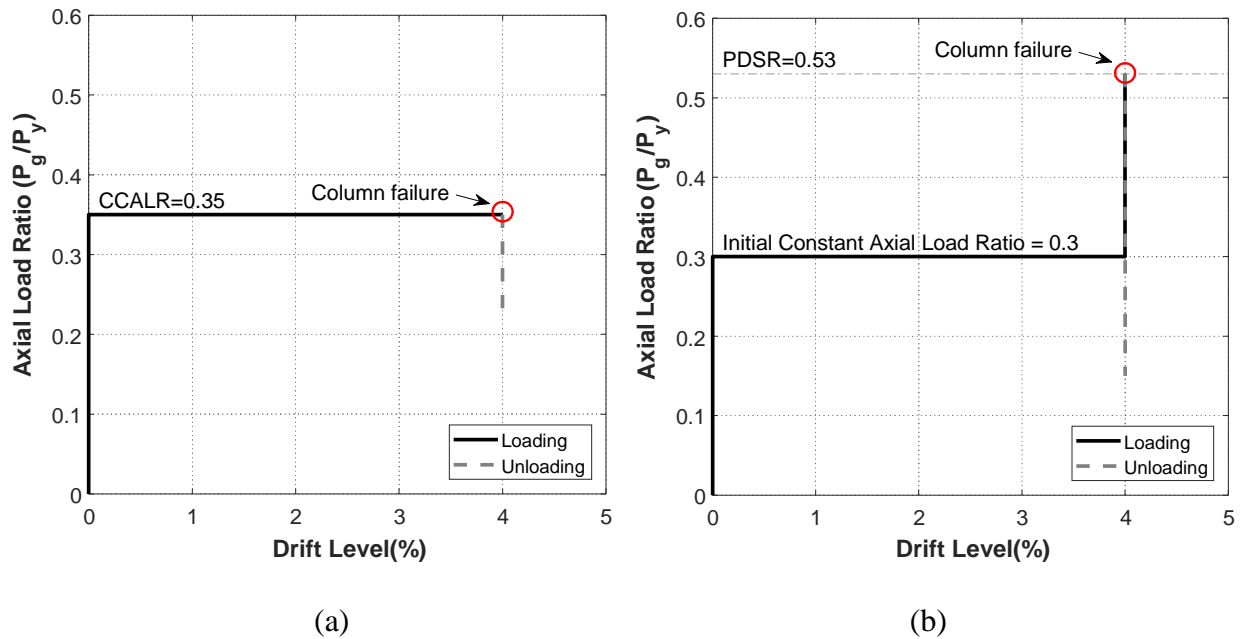 0.6
0.5
0.4
0.3
0.2
0.1
0
Axial Load Ratio (P_g/P_y)
CCALR=0.35
Column failure
Loading
Unloading
0 1 2 3 4 5
Drift Level(%)
(a)
0.6
0.5
0.4
0.3
0.2
0.1
0
Axial Load Ratio (P_g/P_y)
PDSR=0.53
Column failure
Initial Constant Axial Load Ratio = 0.3
Loading
Unloading
0 1 2 3 4 5
Drift Level(%)
(b)